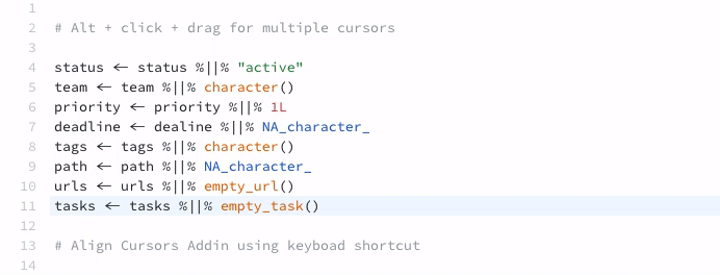 1
2 # Alt + click + drag for multiple cursors
3
4 status <- status %||% "active"
5 team <- team %||% character()
6 priority <- priority %||% 1L
7 deadline <- dealine %||% NA_character_
8 tags <- tags %||% character()
9 path <- path %||% NA_character_
10 urls <- urls %||% empty_url()
11 tasks <- tasks %||% empty_task()
12
13 # Align Cursors Addin using keyboad shortcut
14